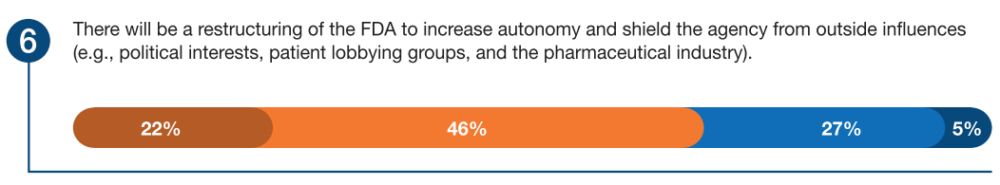 6
There will be a restructuring of the FDA to increase autonomy and shield the agency from outside influences
(e.g., political interests, patient lobbying groups, and the pharmaceutical industry).
22% 46% 27% 5%